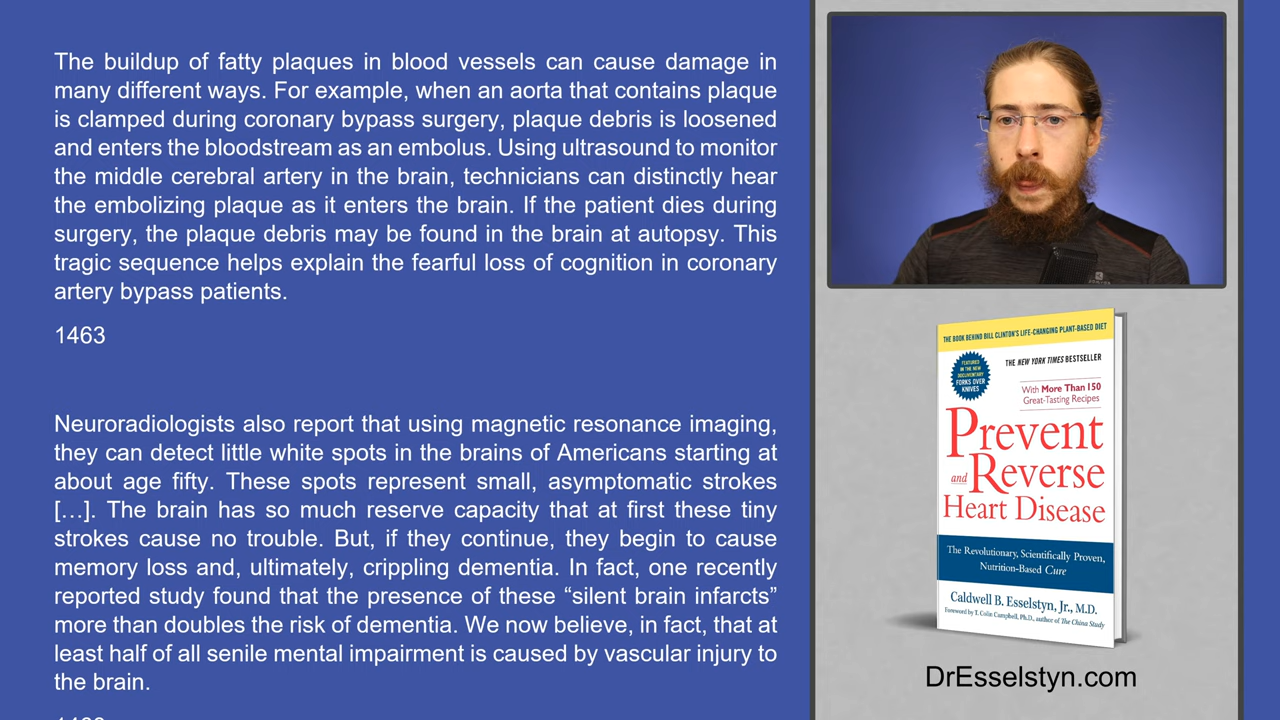 The buildup of fatty plaques in blood vessels can cause damage in
many different ways. For example, when an aorta that contains plaque
is clamped during coronary bypass surgery, plaque debris is loosened
and enters the bloodstream as an embolus. Using ultrasound to monitor
the middle cerebral artery in the brain, technicians can distinctly hear
the embolizing plaque as it enters the brain. If the patient dies during
surgery, the plaque debris may be found in the brain at autopsy. This
tragic sequence helps explain the fearful loss of cognition in coronary
artery bypass patients.
1463
Neuroradiologists also report that using magnetic resonance imaging,
they can detect little white spots in the brains of Americans starting at
about age fifty. These spots represent small, asymptomatic strokes
[…]. The brain has so much reserve capacity that at first these tiny
strokes cause no trouble. But, if they continue, they begin to cause
memory loss and, ultimately, crippling dementia. In fact, one recently
reported study found that the presence of these “silent brain infarcts”
more than doubles the risk of dementia. We now believe, in fact, that at
least half of all senile mental impairment is caused by vascular injury to
the brain.
THE BOOK BEHIND BILL CLINTON'S LIFE-CHANGING PLANT-BASED DIET
FEATURED
IN THE NEW
DOCUMENTARY
FORKS OVER
KNIVES
THE NEW YORK TIMES BESTSELLER
With More Than 150
Great-Tasting Recipes
Prevent
and Reverse
Heart Disease
The Revolutionary, Scientifically Proven,
Nutrition-Based Cure
Caldwell B. Esselstyn, Jr., M.D.
Foreword by T. Colin Campbell, Ph.D., author of The China Study
DrEsselstyn.com